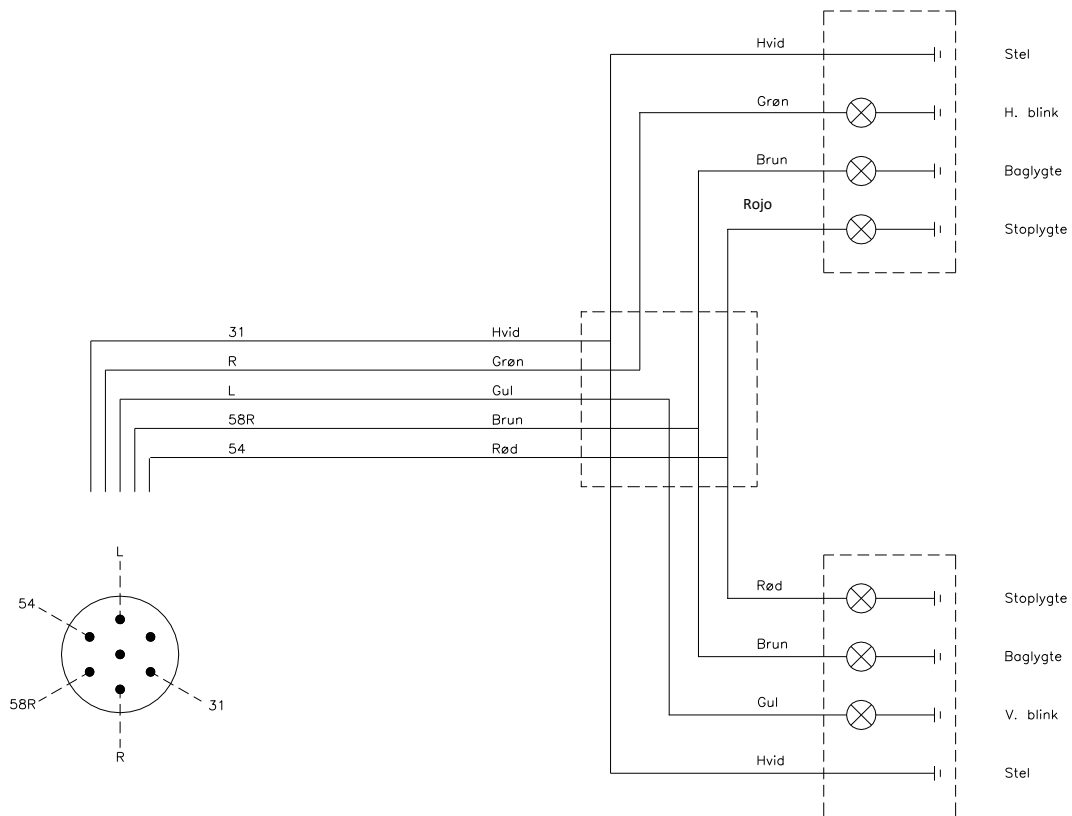 Hvid
Stel
Grøn
H. blink
Brun
Baglygte
Rojo
Stoplygte
31
Hvid
R
Grøn
L
Gul
58R
Brun
54
Rød
L
54
58R
31
R
Rød
Stoplygte
Brun
Baglygte
Gul
V. blink
Hvid
Stel